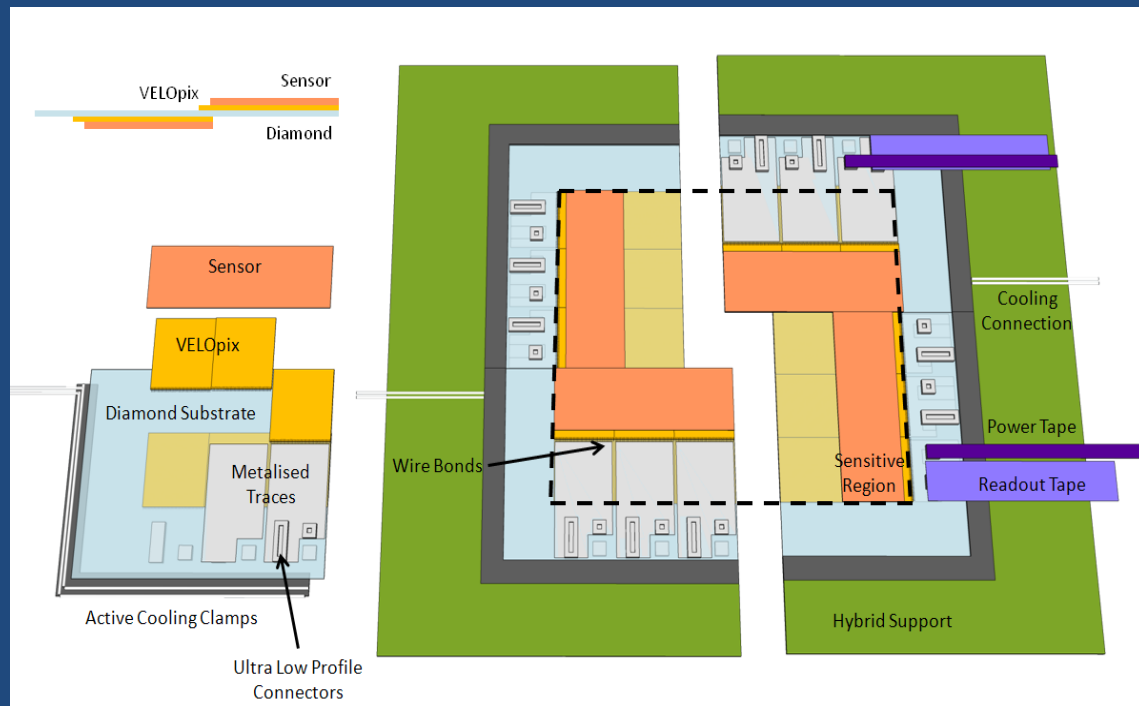 Sensor
VELOpix
Diamond
Sensor
VELOpix
Diamond Substrate
Metalised
Traces
Active Cooling Clamps
Ultra Low Profile
Connectors
Wire Bonds
Cooling
Connection
Power Tape
Sensitive
Region
Readout Tape
Hybrid Support